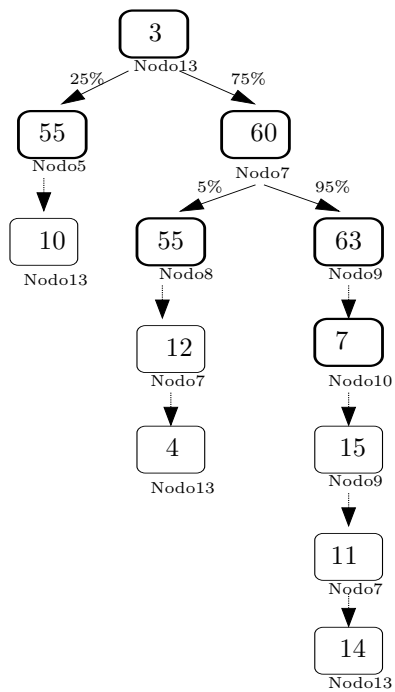 3
Nodo13
25% 75%
55 60
Nodo5 Nodo7
5% 95%
10 55 63
Nodo13 Nodo8 Nodo9
12 7
Nodo7 Nodo10
4 15
Nodo13 Nodo9
11
Nodo7
14
Nodo13